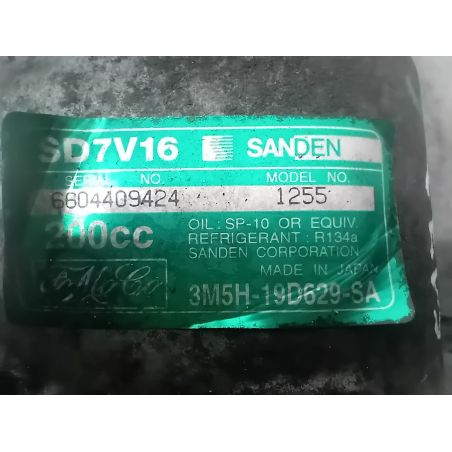 SD7V16 SANDEN
SERIAL NO. MODEL NO.
6604409424 1255
200cc OIL: SP-10 OR EQUIV.
REFRIGERANT: R134a
SANDEN CORPORATION
MADE IN JAPAN
FoMoCo 3M5H-19D629-SA